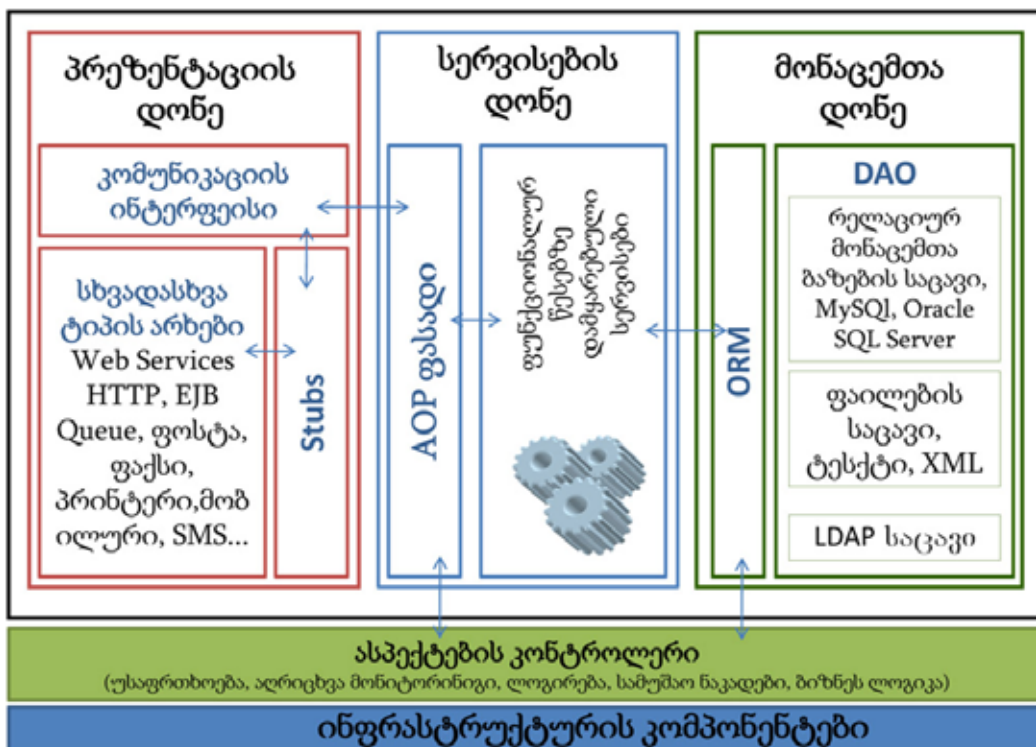 პრეზენტაციის
დონე
კომუნიკაციის
ინტერფეისი
სხვადასხვა
ტიპის არხები
Web Services
HTTP, EJB
Queue, ფოსტა,
ფაქსი,
პრინტერი,მობ
ილური, SMS...
Stubs
სერვისების
დონე
AOP ფასადი
ფუნქციონალურ
წესებზე
დამყარებული
სერვისები
მონაცემთა
დონე
ORM
DAO
რელაციურ
მონაცემთა
ბაზების საცავი,
MySQl, Oracle
SQL Server
ფაილების
საცავი,
ტესქტი, XML
LDAP საცავი
ასპექტების კონტროლერი
(უსაფრთხოება, აღრიცხვა მონიტორინიგი, ლოგირება, სამუშაო ნაკადები, ბიზნეს ლოგიკა)
ინფრასტრუქტურის კომპონენტები